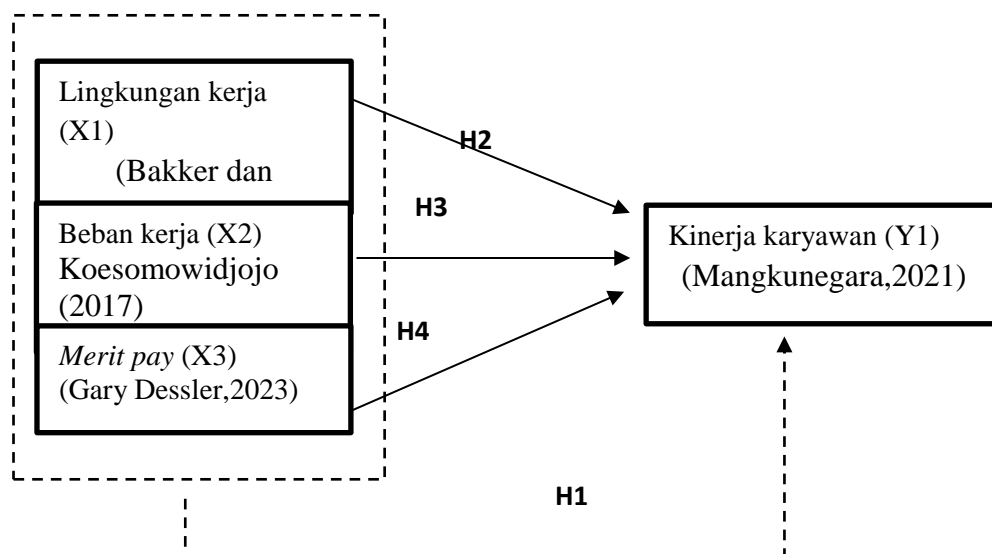 Lingkungan kerja
(X1)
(Bakker dan
Beban kerja (X2)
Koesomowidjojo
(2017)
Merit pay (X3)
(Gary Dessler,2023)
H2
H3
H4
H1
Kinerja karyawan (Y1)
(Mangkunegara,2021)